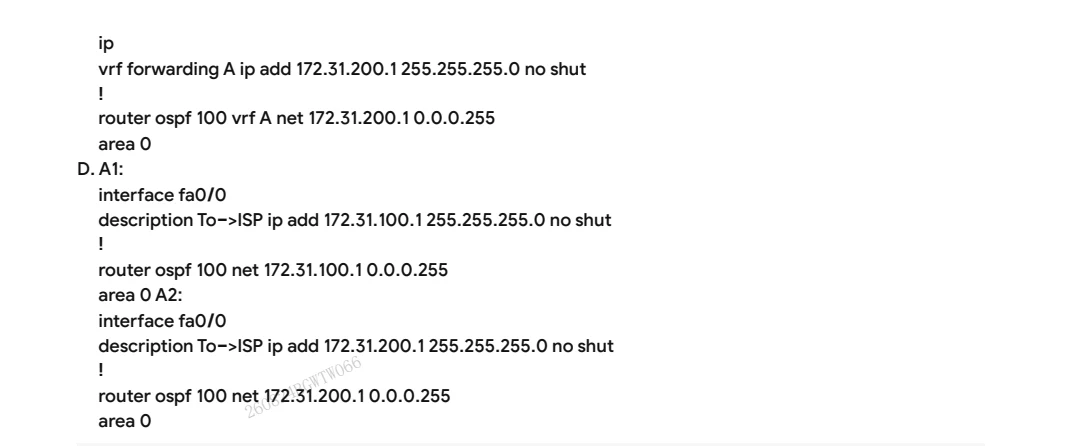 ip
vrf forwarding A ip add 172.31.200.1 255.255.255.0 no shut
!
router ospf 100 vrf A net 172.31.200.1 0.0.0.255
area 0
D. A1:
interface fa0/0
description To->ISP ip add 172.31.100.1 255.255.255.0 no shut
!
router ospf 100 net 172.31.100.1 0.0.0.255
area 0 A2:
interface fa0/0
description To->ISP ip add 172.31.200.1 255.255.255.0 no shut
!
router ospf 100 net 172.31.200.1 0.0.0.255
area 0